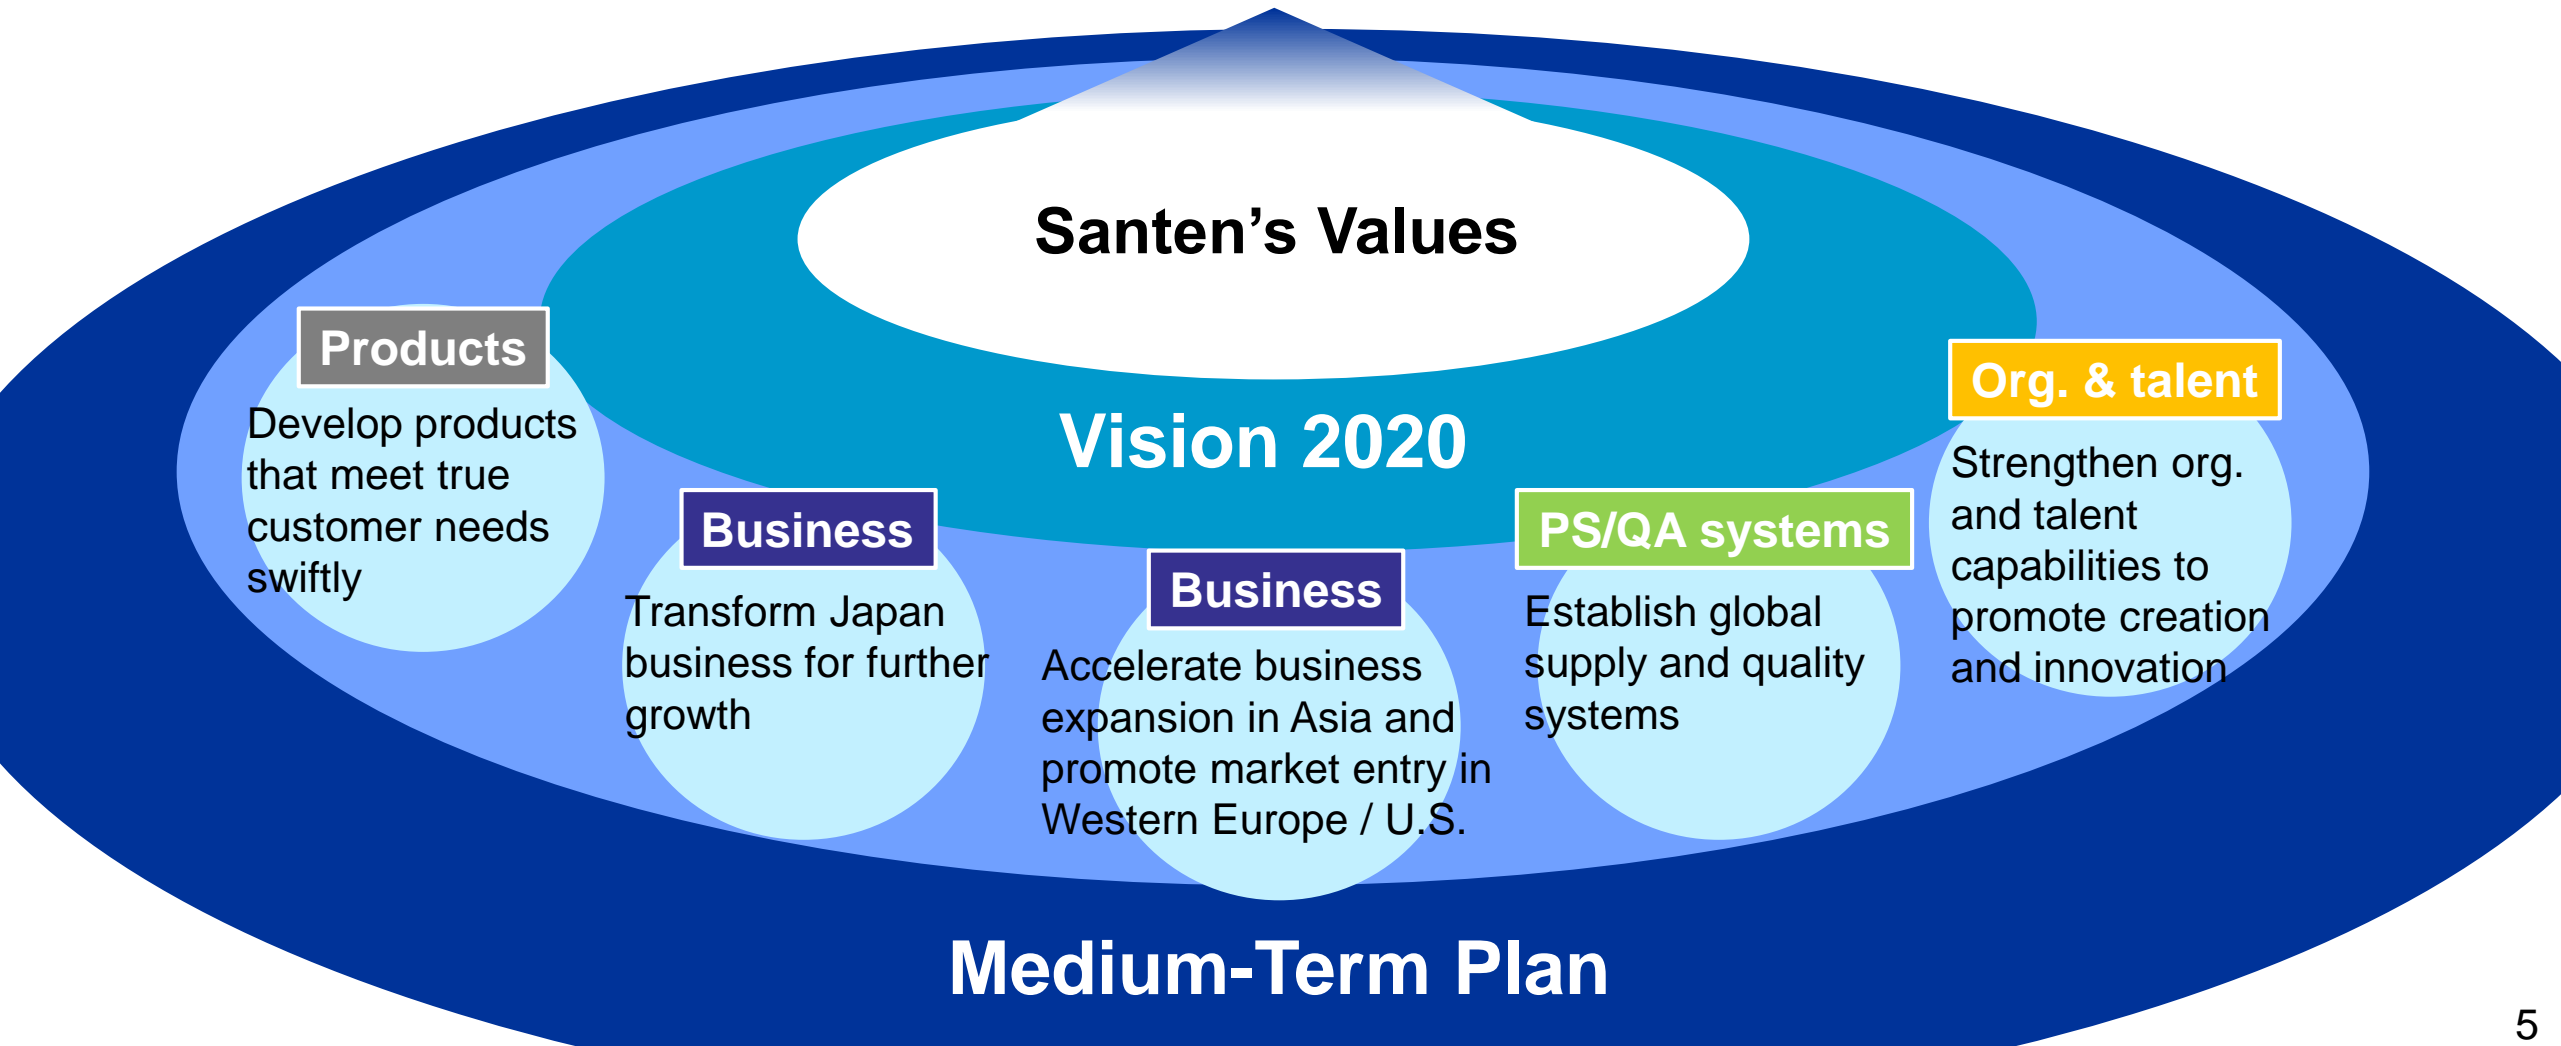 Santen’s Values
Vision 2020
Products
Develop products
that meet true
customer needs
swiftly
Business
Transform Japan
business for further
growth
Business
Accelerate business
expansion in Asia and
promote market entry in
Western Europe / U.S.
PS/QA systems
Establish global
supply and quality
systems
Org. & talent
Strengthen org.
and talent
capabilities to
promote creation
and innovation
Medium-Term Plan
5